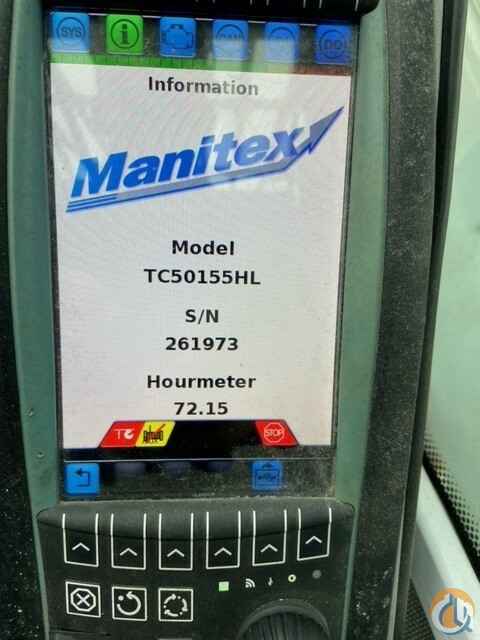 SYS
Information
Manitex
Model
TC50155HL
S/N
261973
Hourmeter
72.15
STOP